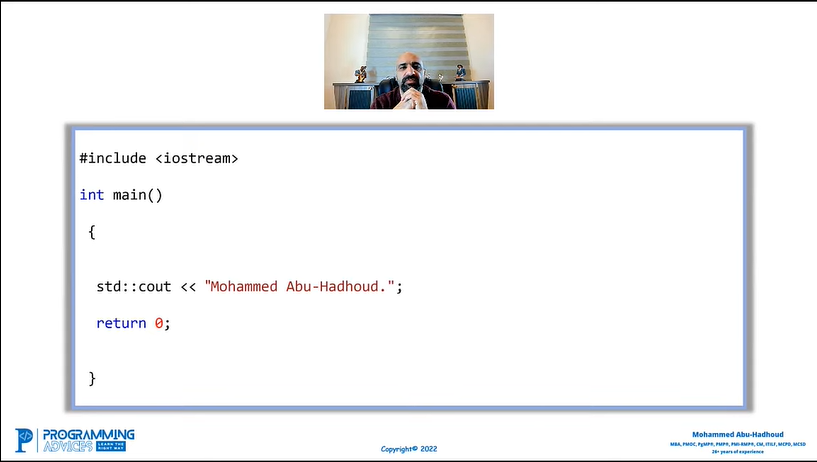 #include <iostream>
int main()
{
std::cout << "Mohammed Abu-Hadhoud.";
return 0;
}
PROGRAMMING
ADVICES LEARN THE
RIGHT WAY
Copyright© 2022
Mohammed Abu-Hadhoud
MBA, PMOC, PgMP®, PMP®, PMI-RMP®, CM, ITILF, MCPD, MCSD
26+ years of experience